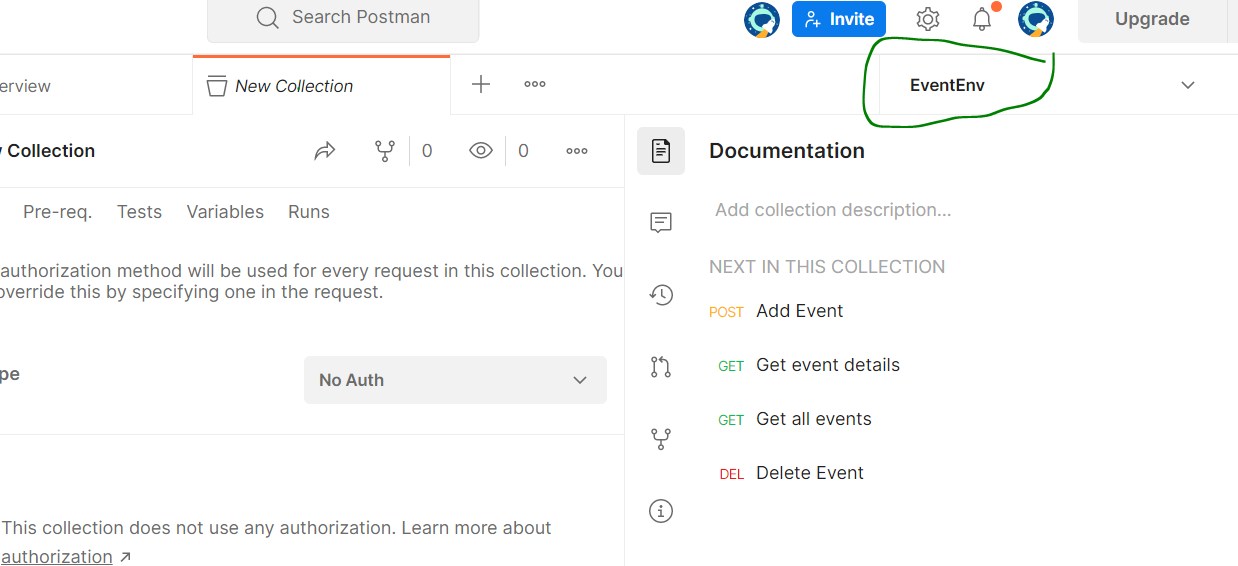 Search Postman
Invite
Upgrade
erview
New Collection
EventEnv
Collection
0
0
Documentation
Pre-req.
Tests
Variables
Runs
Add collection description...
authorization method will be used for every request in this collection. You
override this by specifying one in the request.
NEXT IN THIS COLLECTION
POST Add Event
GET Get event details
pe
No Auth
GET Get all events
DEL Delete Event
This collection does not use any authorization. Learn more about
authorization ↗